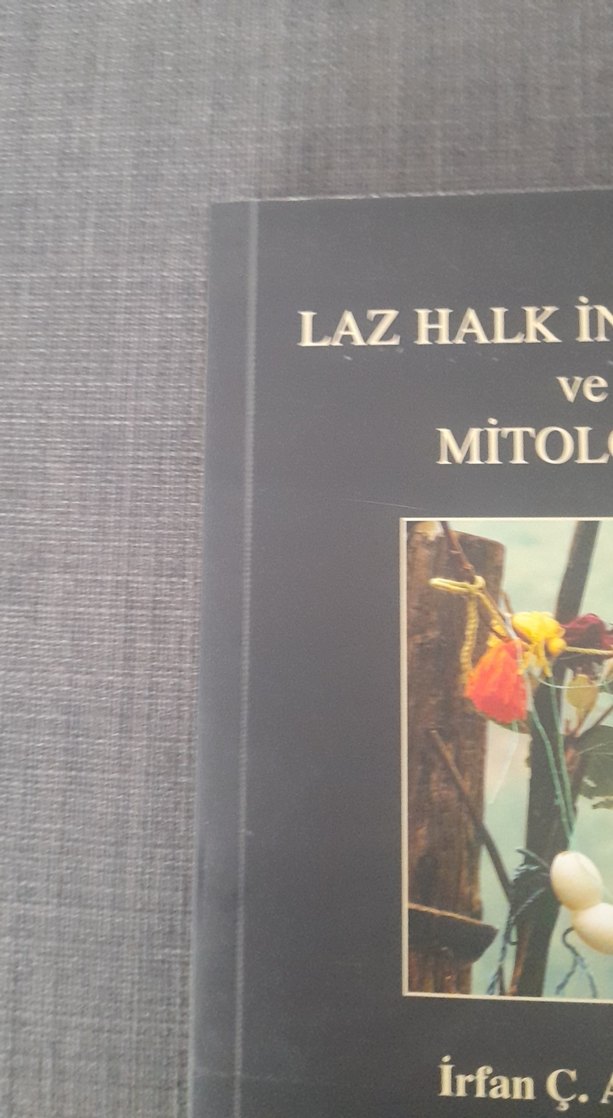 LAZ HALK İN
ve
MİTOLO
İrfan Ç. A